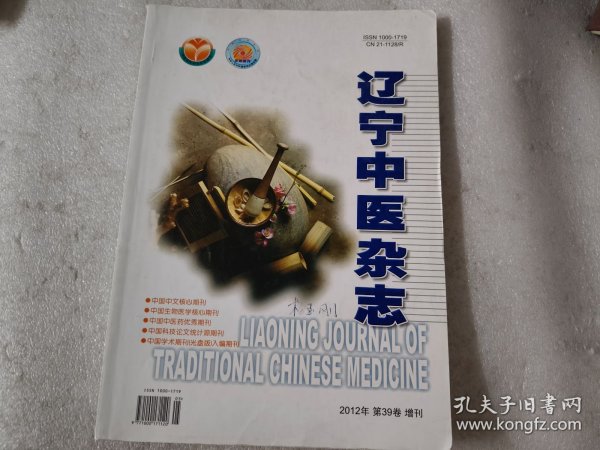 ISSN 1000-1719
CN 21-1128/R
辽宁中医杂志
●中国中文核心期刊
●中国生物医学核心期刊
●中国中医药优秀期刊
●中国科技论文统计源期刊
●中国学术期刊(光盘版)入编期刊
LIAONING JOURNAL OF
TRADITIONAL CHINESE MEDICINE
ISSN 1000-1719
2012年 第39卷 增刊
孔夫子旧书网
www.kongfz.com